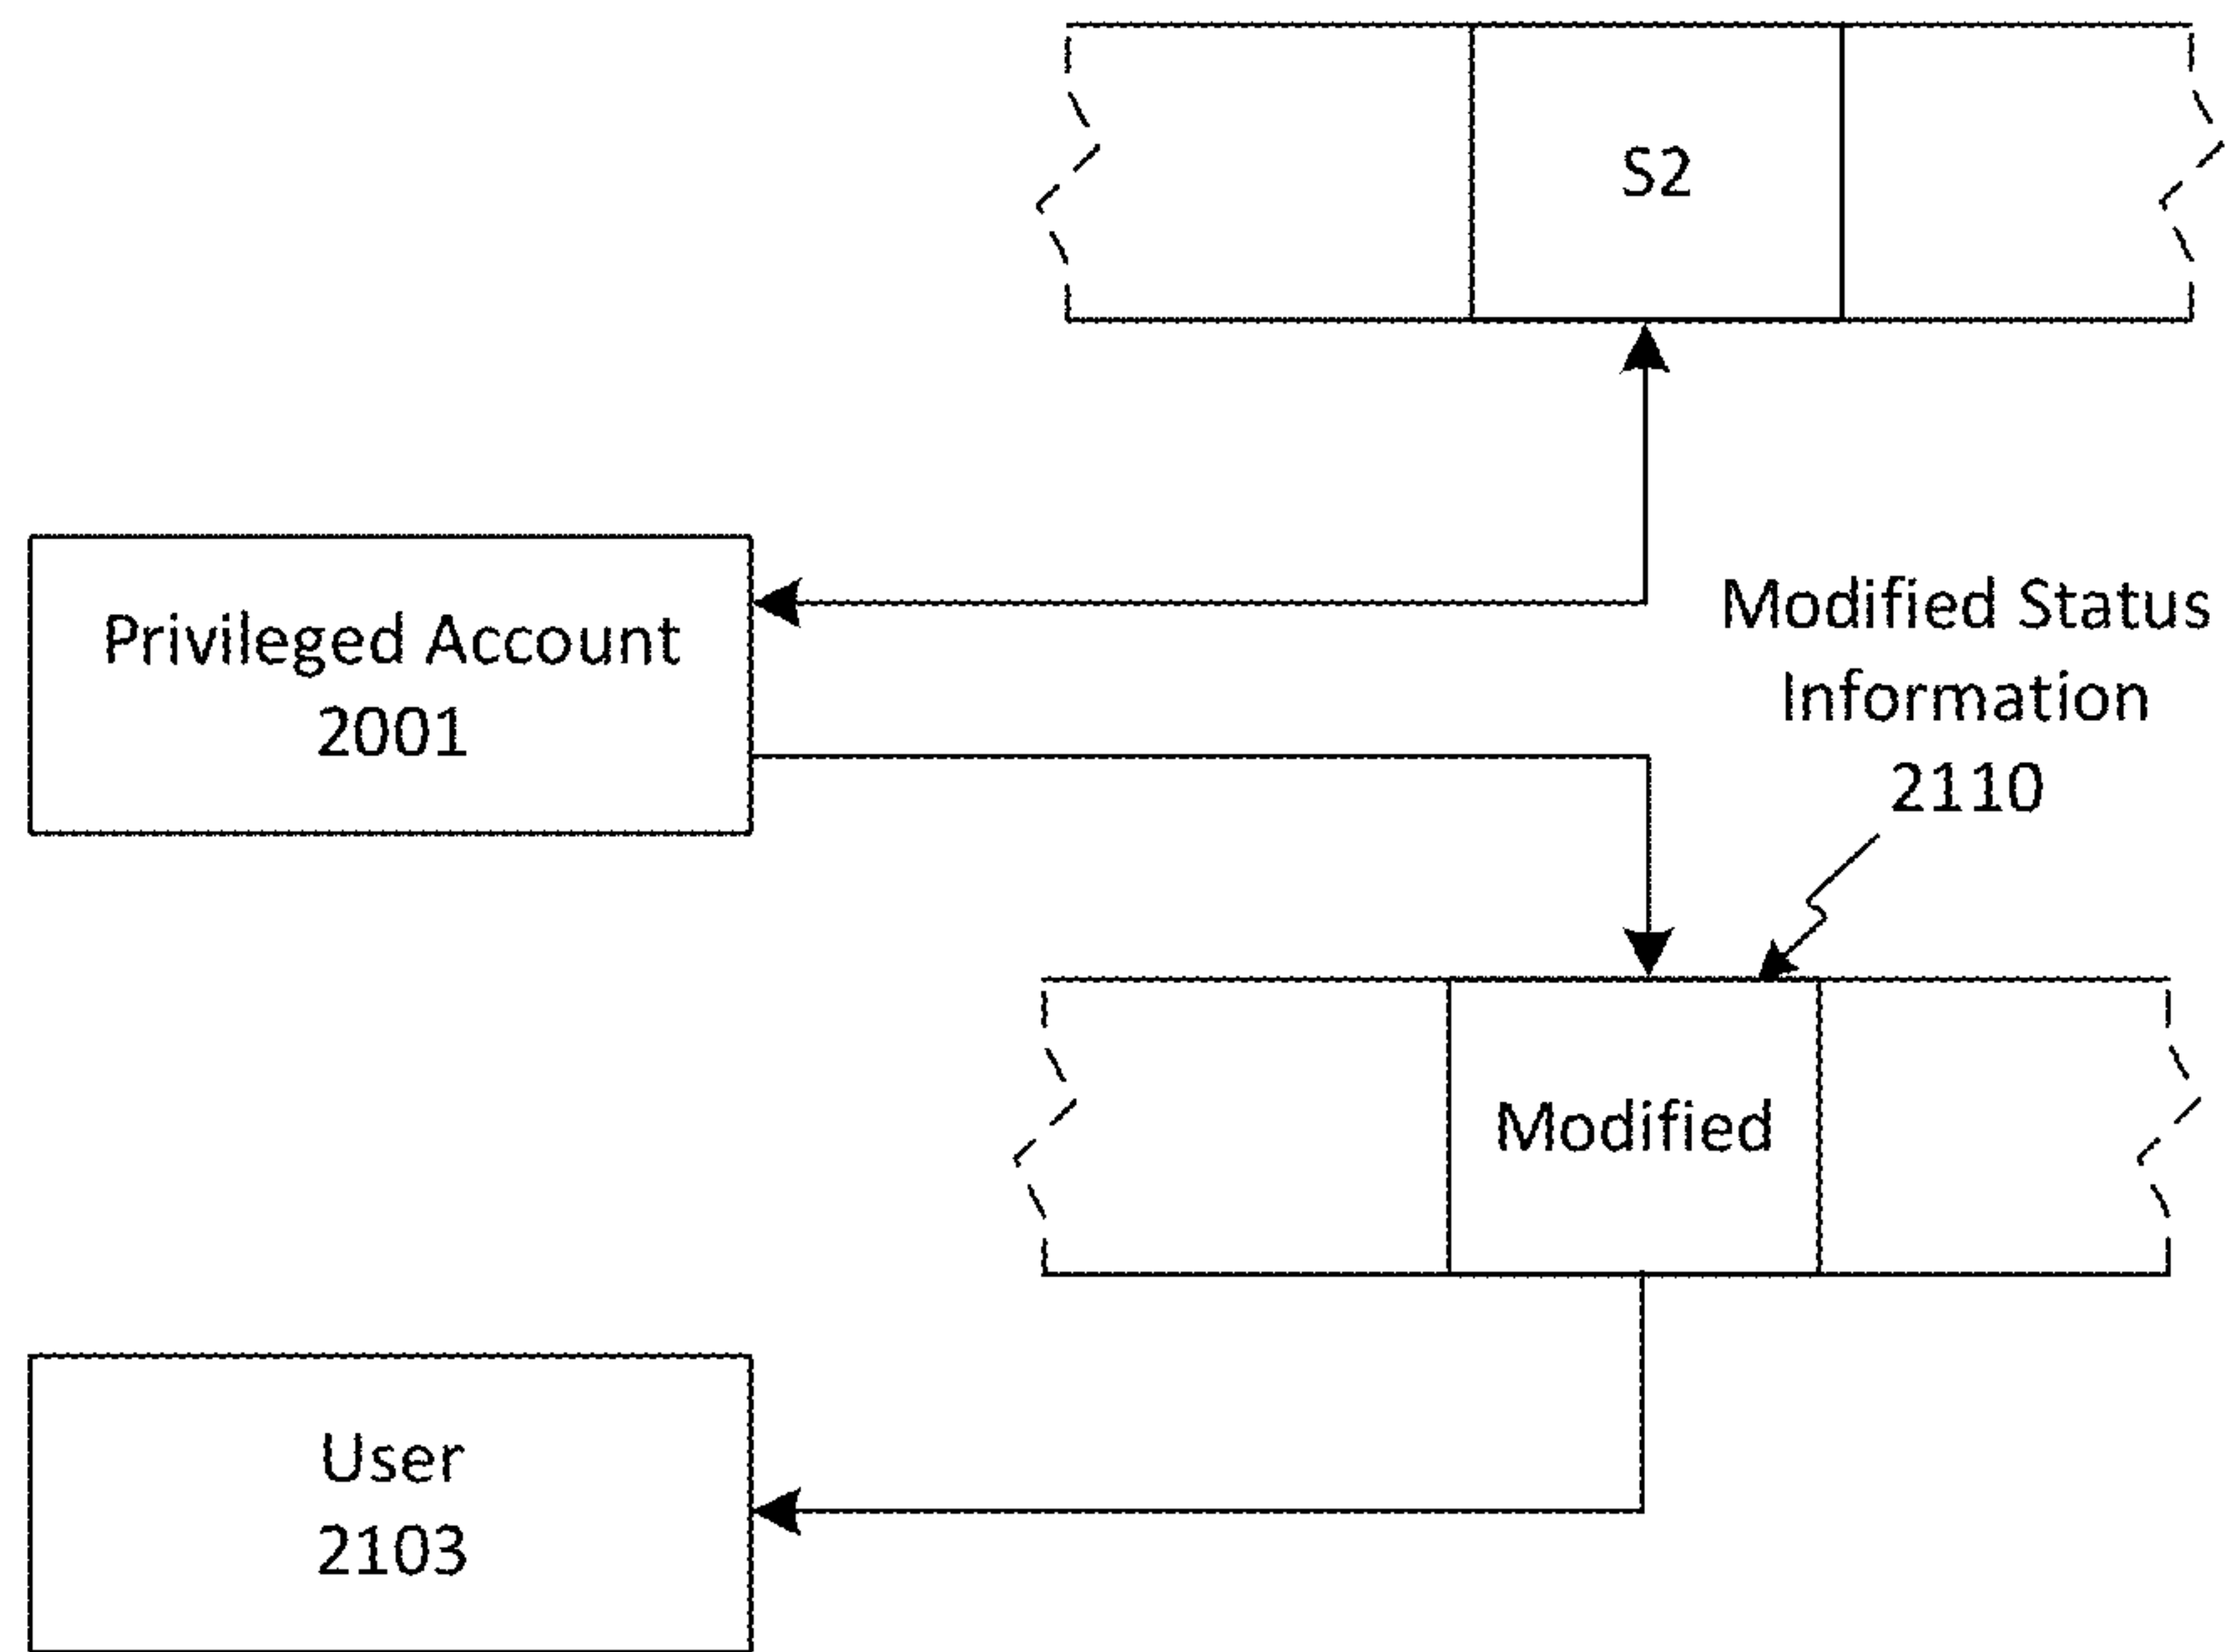 S2
Privileged Account
2001
Modified Status
Information
2110
Modified
User
2103